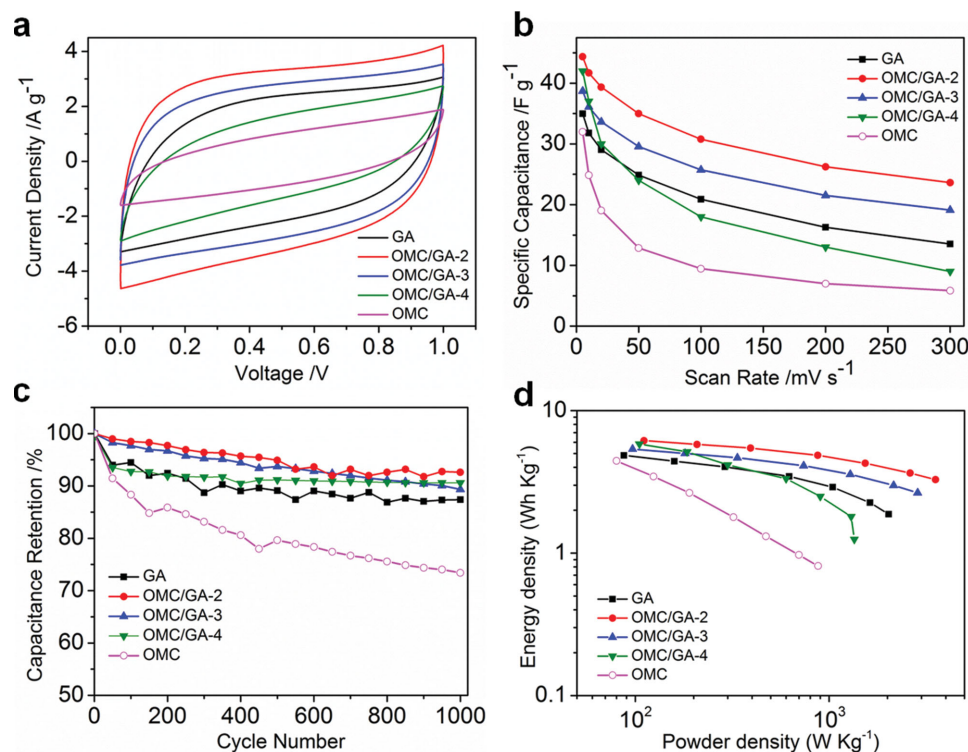 a
4
2
0
-2
-4
-6
Current Density /A g-1
0.0 0.2 0.4 0.6 0.8 1.0
Voltage /V
GA
OMC/GA-2
OMC/GA-3
OMC/GA-4
OMC
b
50
40
30
20
10
0
Specific Capacitance /F g-1
0 50 100 150 200 250 300
Scan Rate /mV s-1
GA
OMC/GA-2
OMC/GA-3
OMC/GA-4
OMC
c
100
90
80
70
60
50
Capacitance Retention /%
0 200 400 600 800 1000
Cycle Number
GA
OMC/GA-2
OMC/GA-3
OMC/GA-4
OMC
d
10
1
0.1
Energy density (Wh Kg-1)
102 103
Powder density (W Kg-1)
GA
OMC/GA-2
OMC/GA-3
OMC/GA-4
OMC